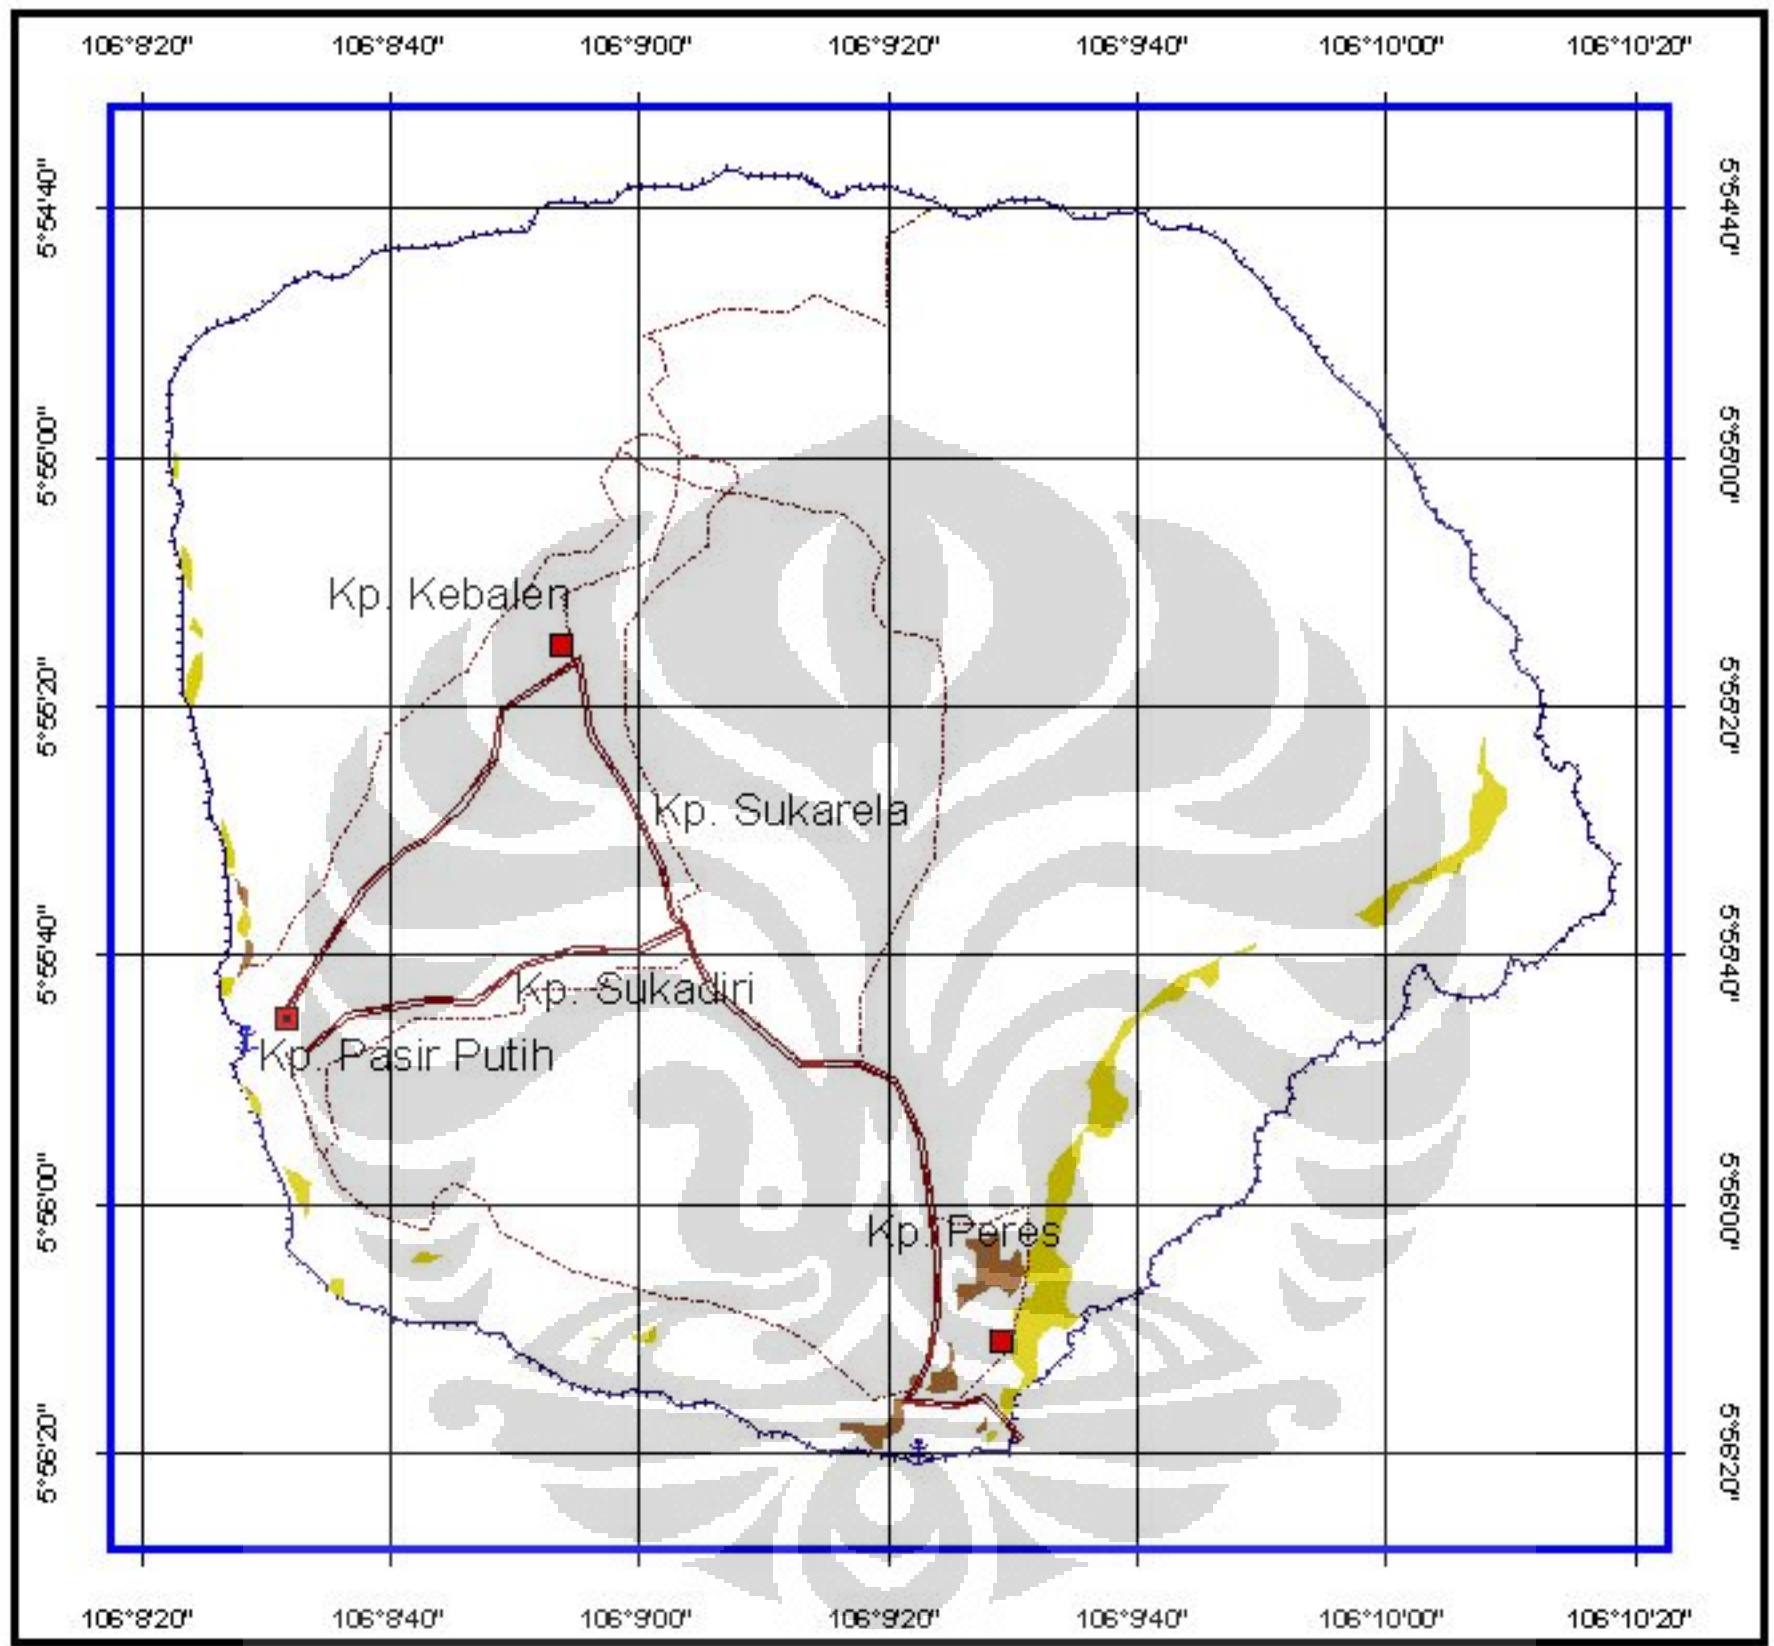 106°8'20" 106°8'40" 106°9'00" 106°9'20" 106°9'40" 106°10'00" 106°10'20"
5°54'40" 5°54'40"
5°55'00" 5°55'00"
Kp. Kebalen
5°55'20" 5°55'20"
Kp. Sukarela
5°55'40" 5°55'40"
Kp. Sukadiri
Kp. Pasir Putih
5°56'00" 5°56'00"
Kp. Peres
5°56'20" 5°56'20"
106°8'20" 106°8'40" 106°9'00" 106°9'20" 106°9'40" 106°10'00" 106°10'20"